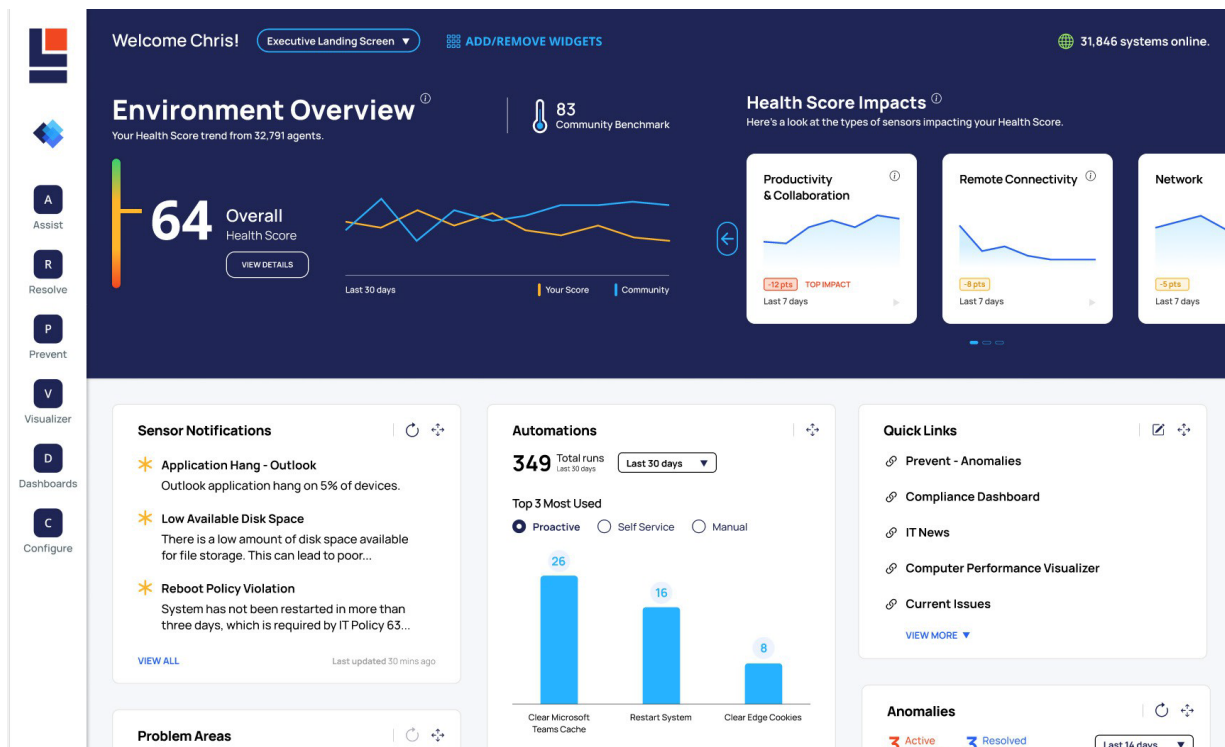 Welcome Chris!
Executive Landing Screen ▼
ADD/REMOVE WIDGETS
31,846 systems online.
A
Assist
R
Resolve
P
Prevent
V
Visualizer
D
Dashboards
C
Configure
Environment Overview
Your Health Score trend from 32,791 agents.
83
Community Benchmark
64
Overall
Health Score
VIEW DETAILS
Last 30 days
Your Score
Community
Health Score Impacts
Here's a look at the types of sensors impacting your Health Score.
Productivity
& Collaboration
-12 pts TOP IMPACT
Last 7 days
Remote Connectivity
-8 pts
Last 7 days
Network
-5 pts
Last 7 days
Sensor Notifications
Application Hang - Outlook
Outlook application hang on 5% of devices.
Low Available Disk Space
There is a low amount of disk space available
for file storage. This can lead to poor...
Reboot Policy Violation
System has not been restarted in more than
three days, which is required by IT Policy 63...
VIEW ALL
Last updated 30 mins ago
Problem Areas
Automations
349 Total runs
Last 30 days
Last 30 days ▼
Top 3 Most Used
Proactive
Self Service
Manual
26
16
8
Clear Microsoft
Teams Cache
Restart System
Clear Edge Cookies
Quick Links
Prevent - Anomalies
Compliance Dashboard
IT News
Computer Performance Visualizer
Current Issues
VIEW MORE ▼
Anomalies
3 Active
3 Resolved
Last 14 days ▼